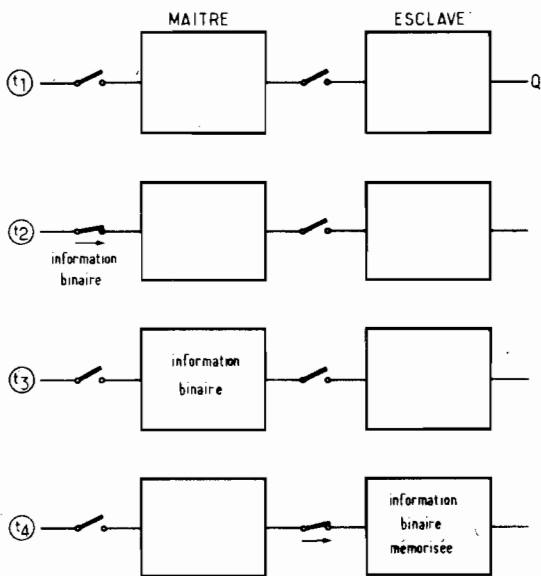 MAITRE ESCLAVE
t1 Q
t2
information
binaire
t3
information
binaire
t4
information
binaire
mémorisée